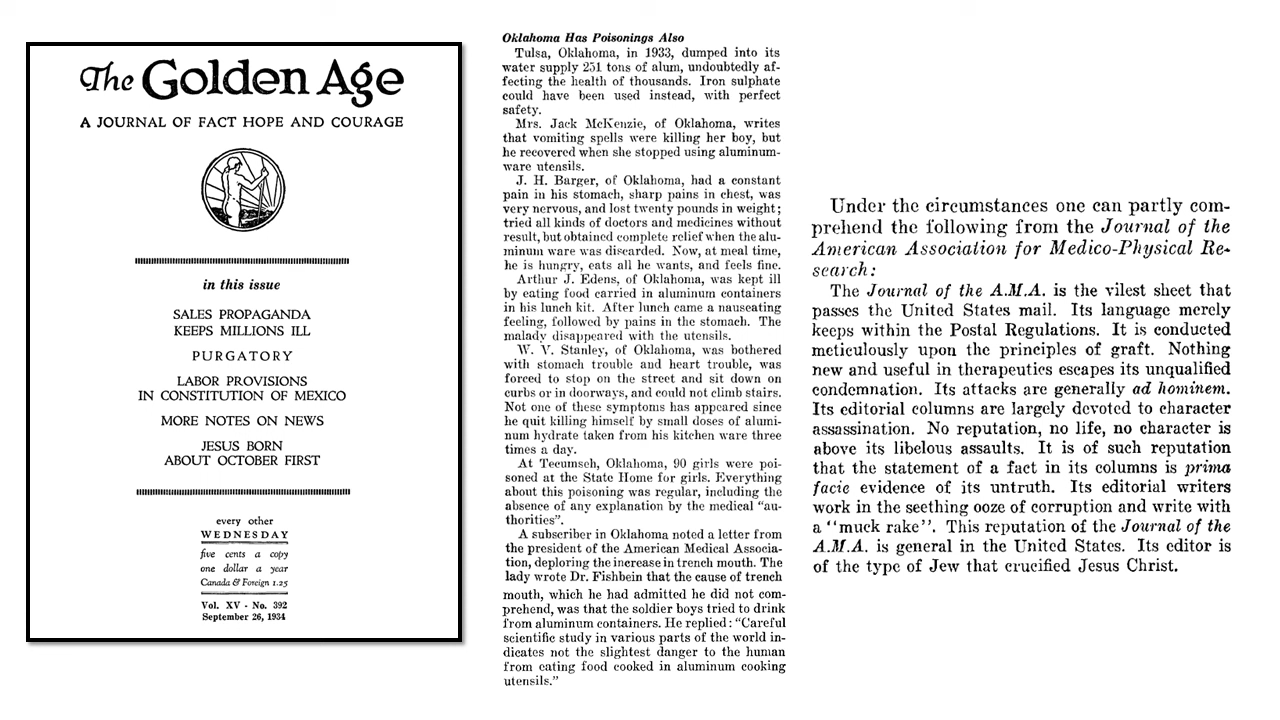 The Golden Age
A JOURNAL OF FACT HOPE AND COURAGE
in this issue
SALES PROPAGANDA
KEEPS MILLIONS ILL
PURGATORY
LABOR PROVISIONS
IN CONSTITUTION OF MEXICO
MORE NOTES ON NEWS
JESUS BORN
ABOUT OCTOBER FIRST
every other
WEDNESDAY
five cents a copy
one dollar a year
Canada & Foreign 1.25
Vol. XV - No. 392
September 26, 1934
Oklahoma Has Poisonings Also
Tulsa, Oklahoma, in 1933, dumped into its
water supply 251 tons of alum, undoubtedly af-
fecting the health of thousands. Iron sulphate
could have been used instead, with perfect
safety.
Mrs. Jack McKenzie, of Oklahoma, writes
that vomiting spells were killing her boy, but
he recovered when she stopped using aluminum-
ware utensils.
J. H. Barger, of Oklahoma, had a constant
pain in his stomach, sharp pains in chest, was
very nervous, and lost twenty pounds in weight;
tried all kinds of doctors and medicines without
result, but obtained complete relief when the alu-
minum ware was discarded. Now, at meal time,
he is hungry, eats all he wants, and feels fine.
Arthur J. Edens, of Oklahoma, was kept ill
by eating food carried in aluminum containers
in his lunch kit. After lunch came a nauseating
feeling, followed by pains in the stomach. The
malady disappeared with the utensils.
W. V. Stanley, of Oklahoma, was bothered
with stomach trouble and heart trouble, was
forced to stop on the street and sit down on
curbs or in doorways, and could not climb stairs.
Not one of these symptoms has appeared since
he quit killing himself by small doses of alumi-
num hydrate taken from his kitchen ware three
times a day.
At Tecumseh, Oklahoma, 90 girls were poi-
soned at the State Home for girls. Everything
about this poisoning was regular, including the
absence of any explanation by the medical "au-
thorities".
A subscriber in Oklahoma noted a letter from
the president of the American Medical Associa-
tion, deploring the increase in trench mouth. The
lady wrote Dr. Fishbein that the cause of trench
mouth, which he had admitted he did not com-
prehend, was that the soldier boys tried to drink
from aluminum containers. He replied: "Careful
scientific study in various parts of the world in-
dicates not the slightest danger to the human
from eating food cooked in aluminum cooking
utensils."
Under the circumstances one can partly com-
prehend the following from the Journal of the
American Association for Medico-Physical Re-
search:
The Journal of the A.M.A. is the vilest sheet that
passes the United States mail. Its language merely
keeps within the Postal Regulations. It is conducted
meticulously upon the principles of graft. Nothing
new and useful in therapeutics escapes its unqualified
condemnation. Its attacks are generally ad hominem.
Its editorial columns are largely devoted to character
assassination. No reputation, no life, no character is
above its libelous assaults. It is of such reputation
that the statement of a fact in its columns is prima
facie evidence of its untruth. Its editorial writers
work in the seething ooze of corruption and write with
a "muck rake". This reputation of the Journal of the
A.M.A. is general in the United States. Its editor is
of the type of Jew that crucified Jesus Christ.